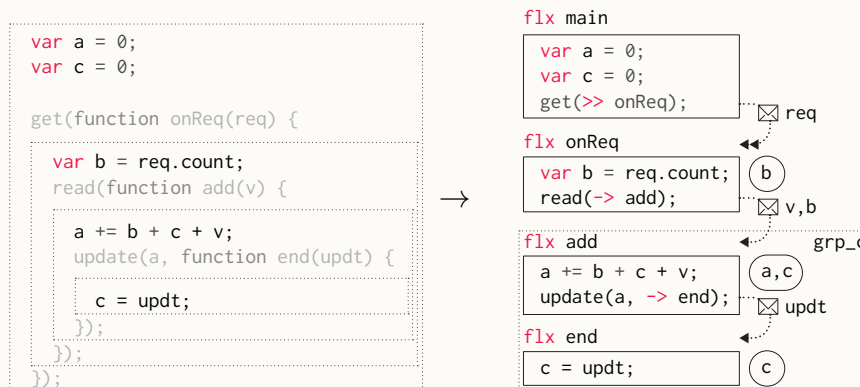 var a = 0;
var c = 0;
get(function onReq(req) {
var b = req.count;
read(function add(v) {
a += b + c + v;
update(a, function end(updt) {
c = updt;
});
});
});
→
flx main
var a = 0;
var c = 0;
get(>> onReq);
req
flx onReq
var b = req.count;
read(-> add);
b
v,b
flx add
grp_c
a += b + c + v;
update(a, -> end);
a,c
updt
flx end
c = updt;
c